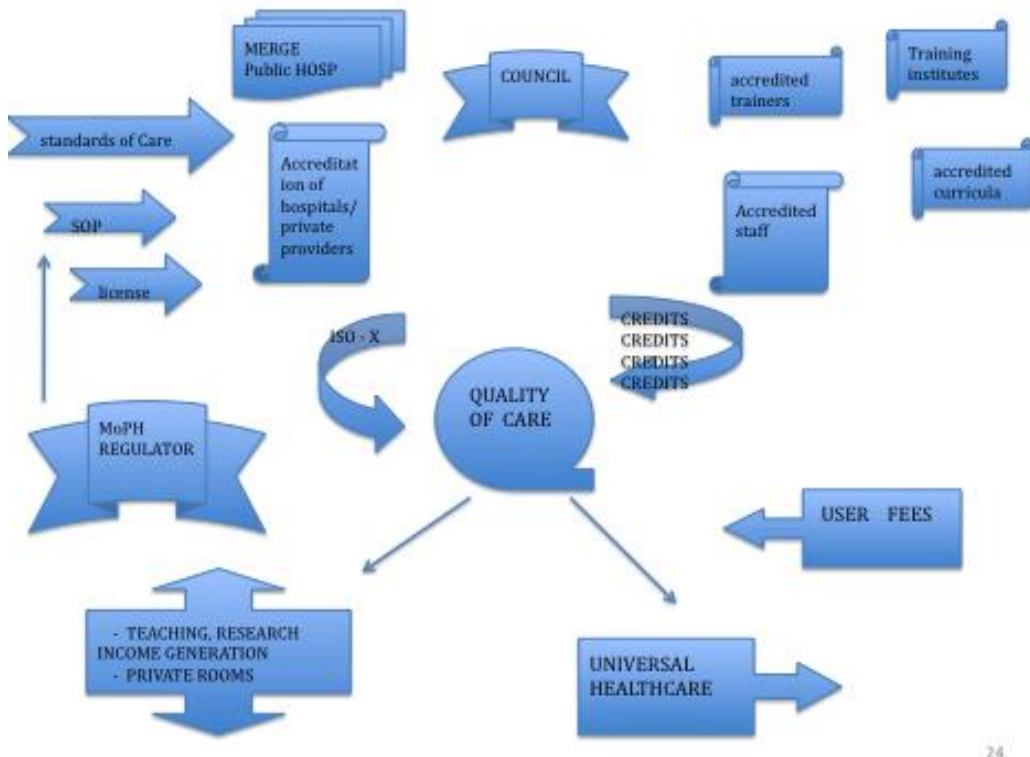 MERGE
Public HOSP
COUNCIL
accredited
trainers
Training
institutes
standards of Care
Accreditat
ion of
hospitals/
private
providers
accredited
curricula
SOP
Accredited
staff
license
ISO - X
CREDITS
CREDITS
CREDITS
CREDITS
QUALITY
OF CARE
MoPH
REGULATOR
USER FEES
- TEACHING, RESEARCH
INCOME GENERATION
- PRIVATE ROOMS
UNIVERSAL
HEALTHCARE
24